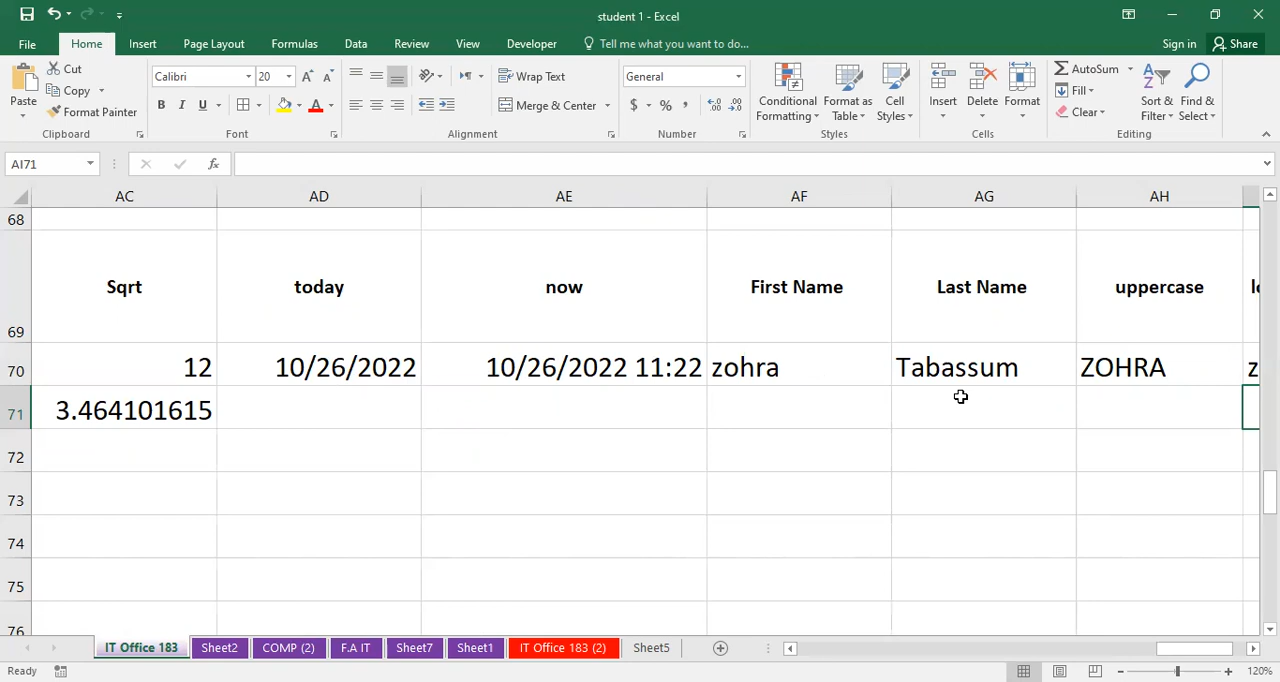 student 1 - Excel
File Home Insert Page Layout Formulas Data Review View Developer Tell me what you want to do... Sign in Share
Cut
Copy
Format Painter
Paste
Clipboard
Calibri 20
B I U
Font
Wrap Text
Merge & Center
Alignment
General
$ % ,
Number
Conditional Formatting
Format as Table
Cell Styles
Styles
Insert Delete Format
Cells
AutoSum
Fill
Clear
Sort & Filter
Find & Select
Editing
AI71 fx
AC AD AE AF AG AH
68
69 Sqrt today now First Name Last Name uppercase
70 12 10/26/2022 10/26/2022 11:22 zohra Tabassum ZOHRA z
71 3.464101615
72
73
74
75
76
IT Office 183 Sheet2 COMP (2) F.A IT Sheet7 Sheet1 IT Office 183 (2) Sheet5
Ready 120%